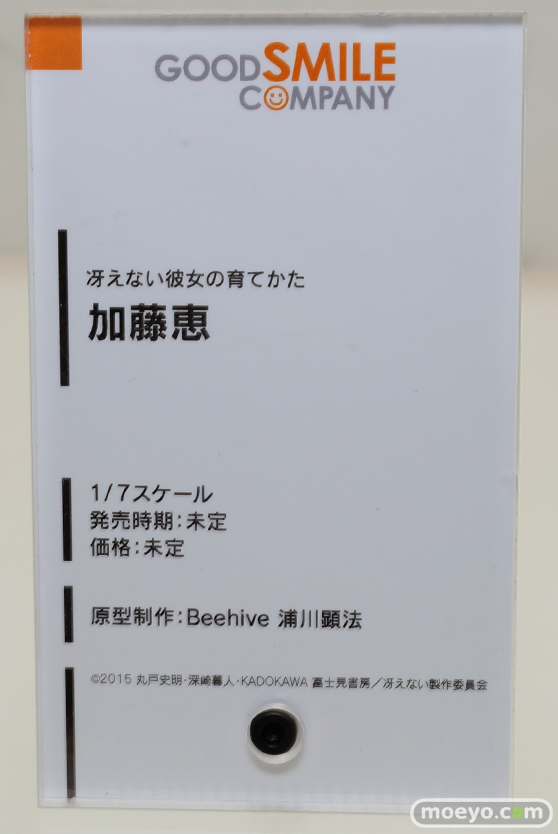 GOOD SMILE
COMPANY
冴えない彼女の育てかた
加藤恵
1/7スケール
発売時期：未定
価格：未定
原型制作：Beehive 浦川顕法
©2015 丸戸史明・深崎暮人・KADOKAWA 富士見書房／冴えない製作委員会
moeyo.com